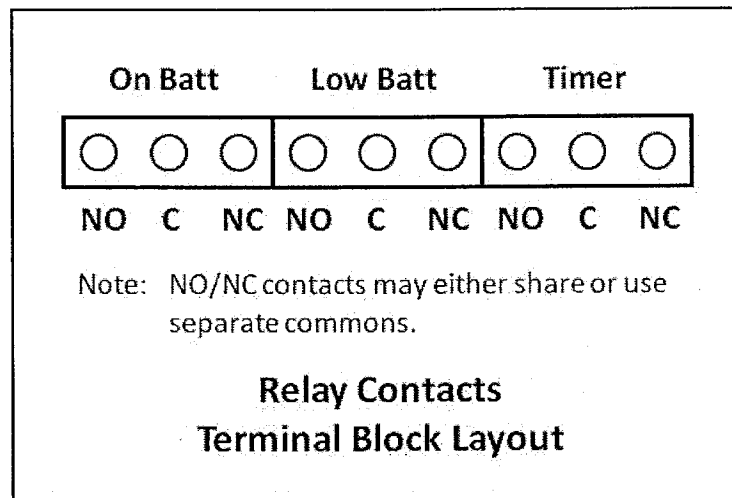 On Batt Low Batt Timer
NO C NC NO C NC NO C NC
Note: NO/NC contacts may either share or use
separate commons.
Relay Contacts
Terminal Block Layout